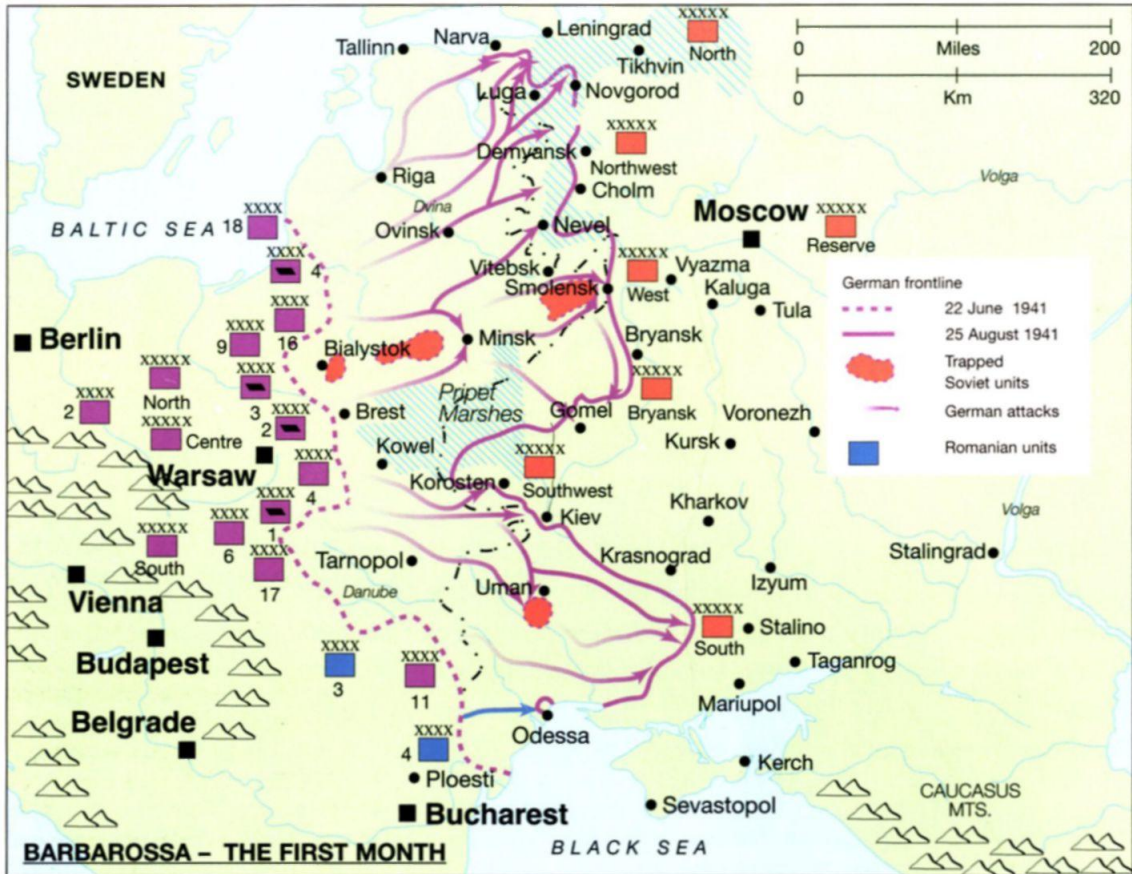 XXXXX
Leningrad
Narva
Tallinn
North
Tikhvin
0 Miles 200
0 Km 320
SWEDEN
Luga
Novgorod
XXXXX
Demyansk
Northwest
Riga
Cholm
Volga
Dvina
Moscow
XXXXX
Reserve
BALTIC SEA
XXXX
18
Ovinsk
Nevel
XXXX
4
Vitebsk
XXXXX
West
Vyazma
Smolensk
Kaluga
Tula
German frontline
22 June 1941
25 August 1941
Trapped
Soviet units
German attacks
Romanian units
Berlin
XXXX
9
XXXX
16
Minsk
Bryansk
Bialystok
XXXXX
North
XXXX
3
Pripet
Marshes
XXXXX
Bryansk
XXXX
2
XXXXX
Centre
XXXX
2
Brest
Gomel
Voronezh
Kursk
Warsaw
Kowel
XXXX
4
XXXXX
Southwest
Korosten
Kharkov
Volga
XXXX
1
Kiev
XXXX
6
XXXXX
South
XXXX
17
Tarnopol
Krasnograd
Izyum
Stalingrad
Vienna
Danube
Uman
XXXXX
South
Stalino
Budapest
XXXX
3
XXXX
11
Taganrog
Mariupol
Belgrade
XXXX
4
Odessa
Ploesti
Kerch
Bucharest
Sevastopol
CAUCASUS
MTS.
BLACK SEA
BARBAROSSA – THE FIRST MONTH